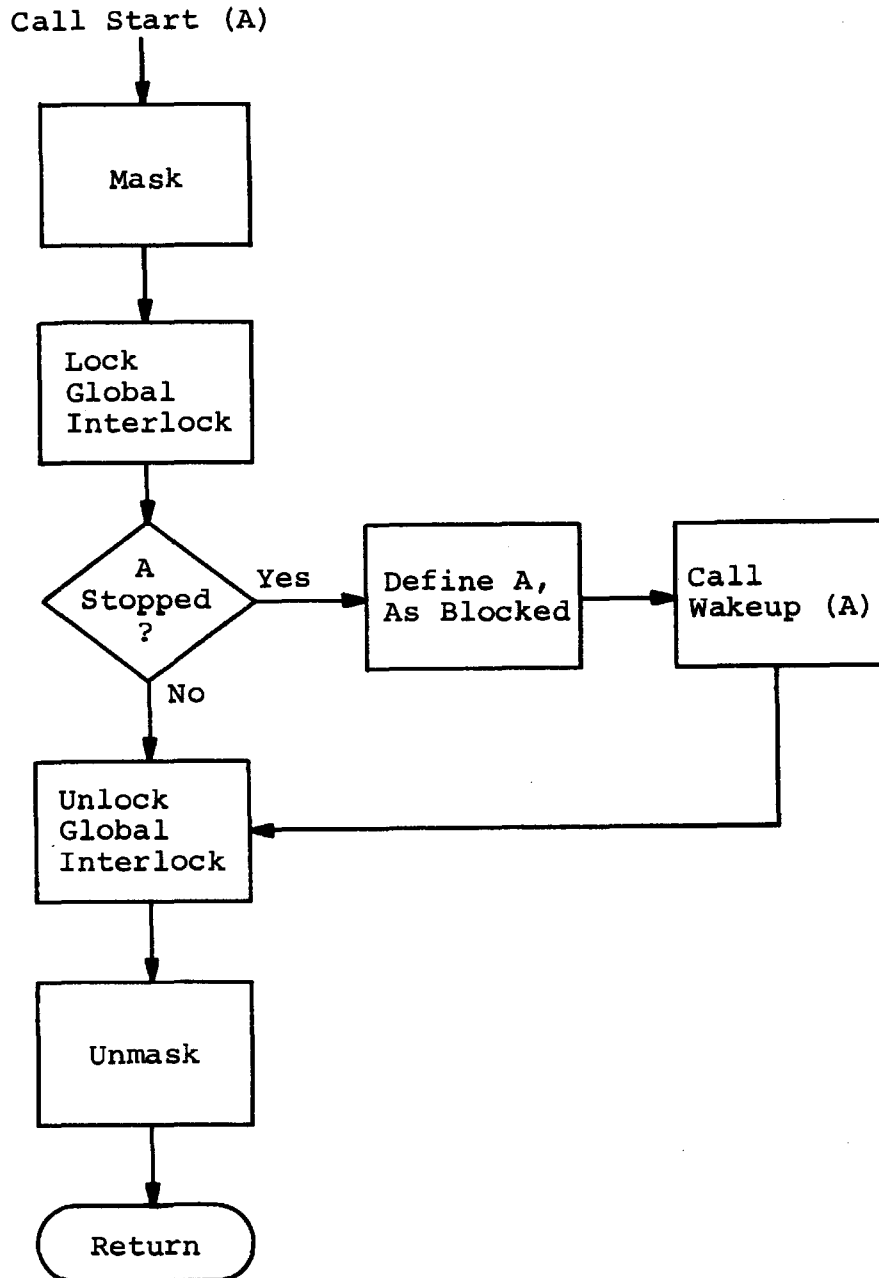 Call Start (A)
Mask
Lock
Global
Interlock
A
Stopped
?
Yes
Define A,
As Blocked
Call
Wakeup (A)
No
Unlock
Global
Interlock
Unmask
Return